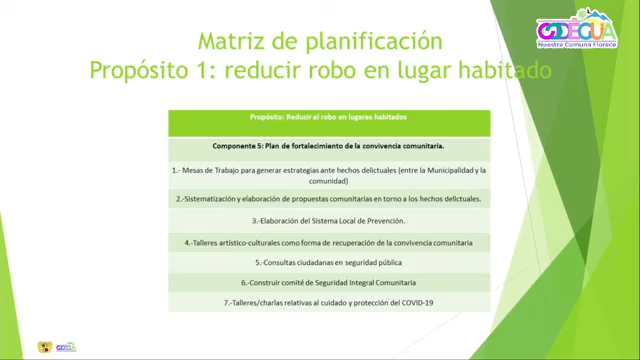 CODEGUA
Nuestra Comuna Florece
Matriz de planificación
Propósito 1: reducir robo en lugar habitado
Propósito: Reducir el robo en lugares habitados
Componente 5: Plan de fortalecimiento de la convivencia comunitaria.
1.- Mesas de Trabajo para generar estrategias ante hechos delictuales (entre la Municipalidad y la
comunidad)
2.-Sistematización y elaboración de propuestas comunitarias en torno a los hechos delictuales.
3.-Elaboración del Sistema Local de Prevención.
4.-Talleres artístico-culturales como forma de recuperación de la convivencia comunitaria
5.-Consultas ciudadanas en seguridad pública
6.-Construir comité de Seguridad Integral Comunitaria
7.-Talleres/charlas relativas al cuidado y protección del COVID-19